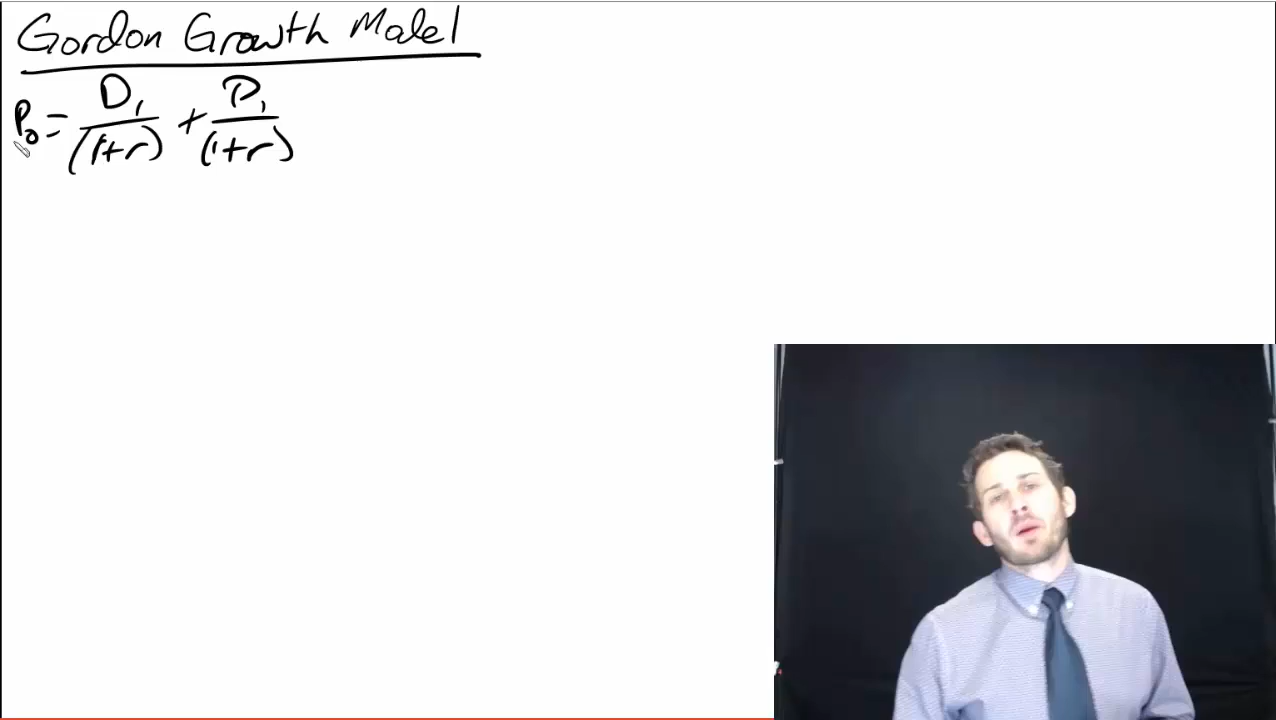 Gordon Growth Model
P₀ = D₁/(1+r) + P₁/(1+r)